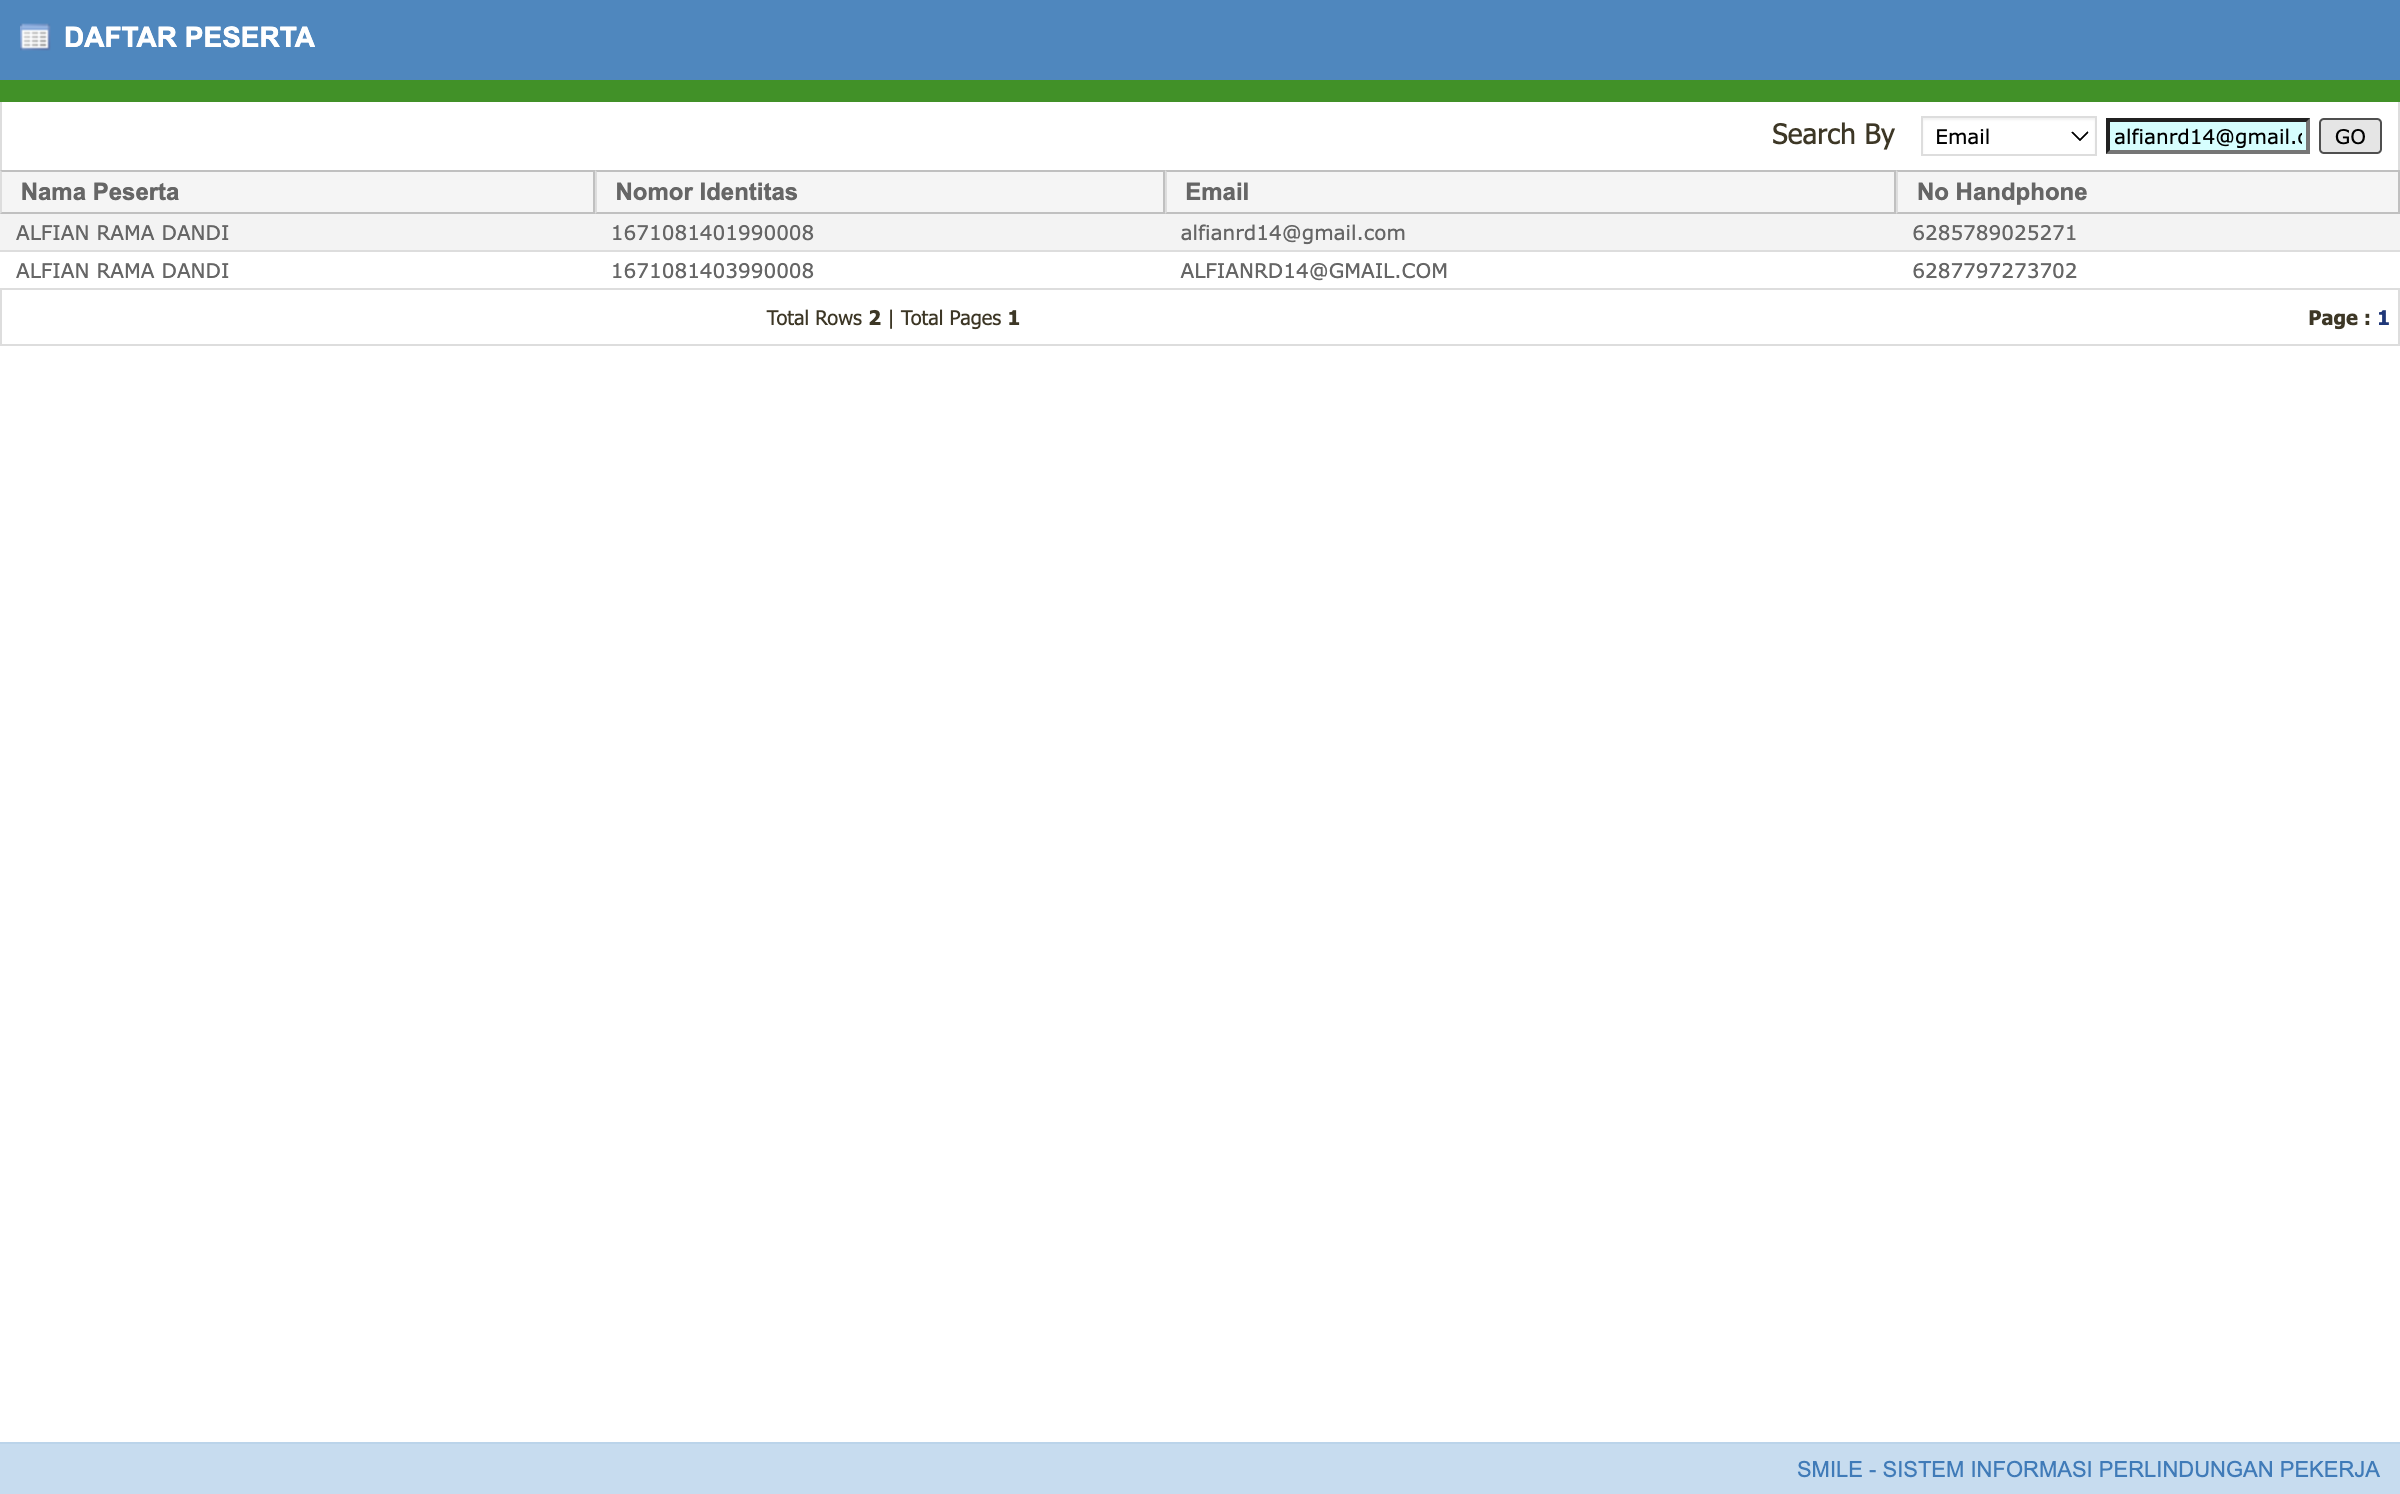 DAFTAR PESERTA
Search By Email alfianrd14@gmail. GO
Nama Peserta Nomor Identitas Email No Handphone
ALFIAN RAMA DANDI 1671081401990008 alfianrd14@gmail.com 6285789025271
ALFIAN RAMA DANDI 1671081403990008 ALFIANRD14@GMAIL.COM 6287797273702
Total Rows 2 | Total Pages 1 Page : 1
SMILE - SISTEM INFORMASI PERLINDUNGAN PEKERJA